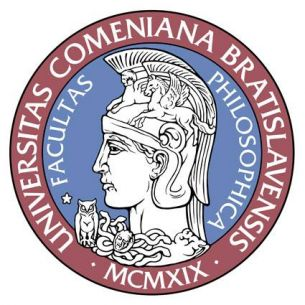 UNIVERSITAS COMENIANA BRATISLAVENSIS
FACULTAS PHILOSOPHICA
· MCMXIX ·